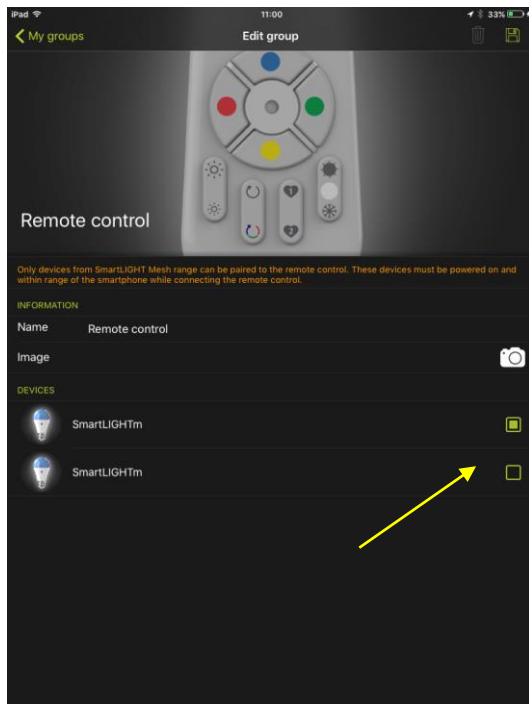 iPad 11:00 33%
My groups Edit group
1
2
Remote control
Only devices from SmartLIGHT Mesh range can be paired to the remote control. These devices must be powered on and
within range of the smartphone while connecting the remote control.
INFORMATION
Name Remote control
Image
DEVICES
SmartLIGHTm
SmartLIGHTm